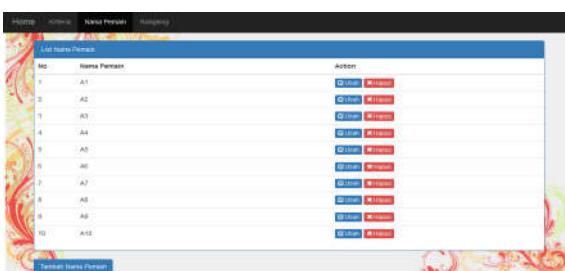 Home Kriteria Nama Pemain Rangking
List Nama Pemain
No Nama Pemain Action
1 A1 Ubah Hapus
2 A2 Ubah Hapus
3 A3 Ubah Hapus
4 A4 Ubah Hapus
5 A5 Ubah Hapus
6 A6 Ubah Hapus
7 A7 Ubah Hapus
8 A8 Ubah Hapus
9 A9 Ubah Hapus
10 A10 Ubah Hapus
Tambah Nama Pemain